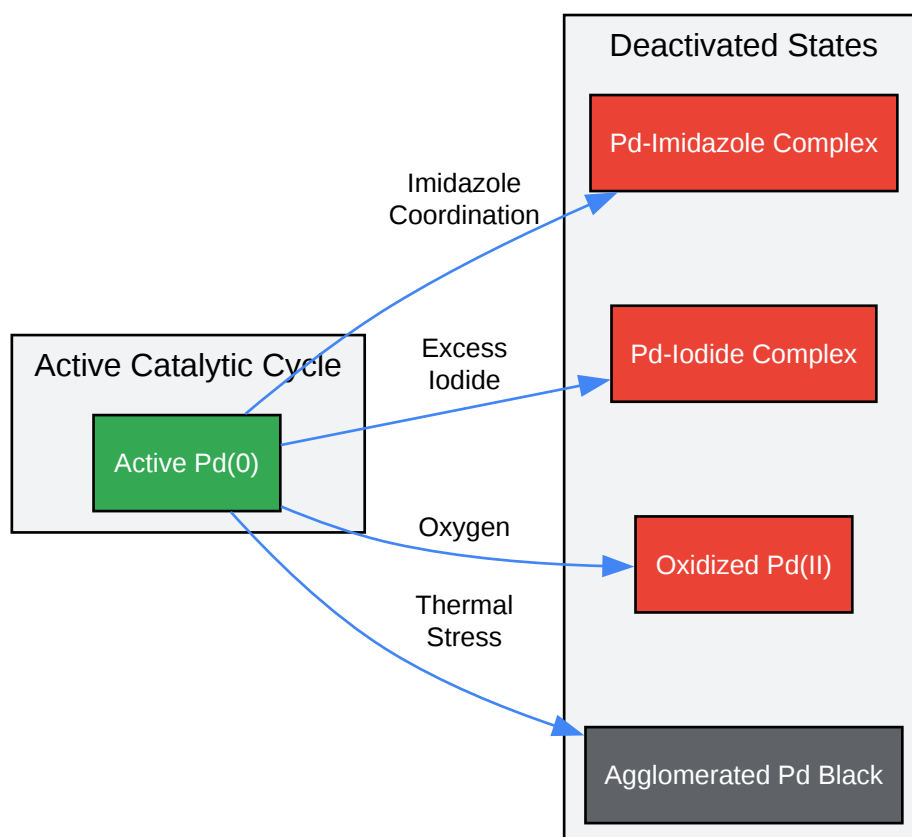 Deactivated States
Pd-Imidazole Complex
Imidazole
Coordination
Pd-Iodide Complex
Excess
Iodide
Active Catalytic Cycle
Active Pd(0)
Oxygen
Oxidized Pd(II)
Thermal
Stress
Agglomerated Pd Black